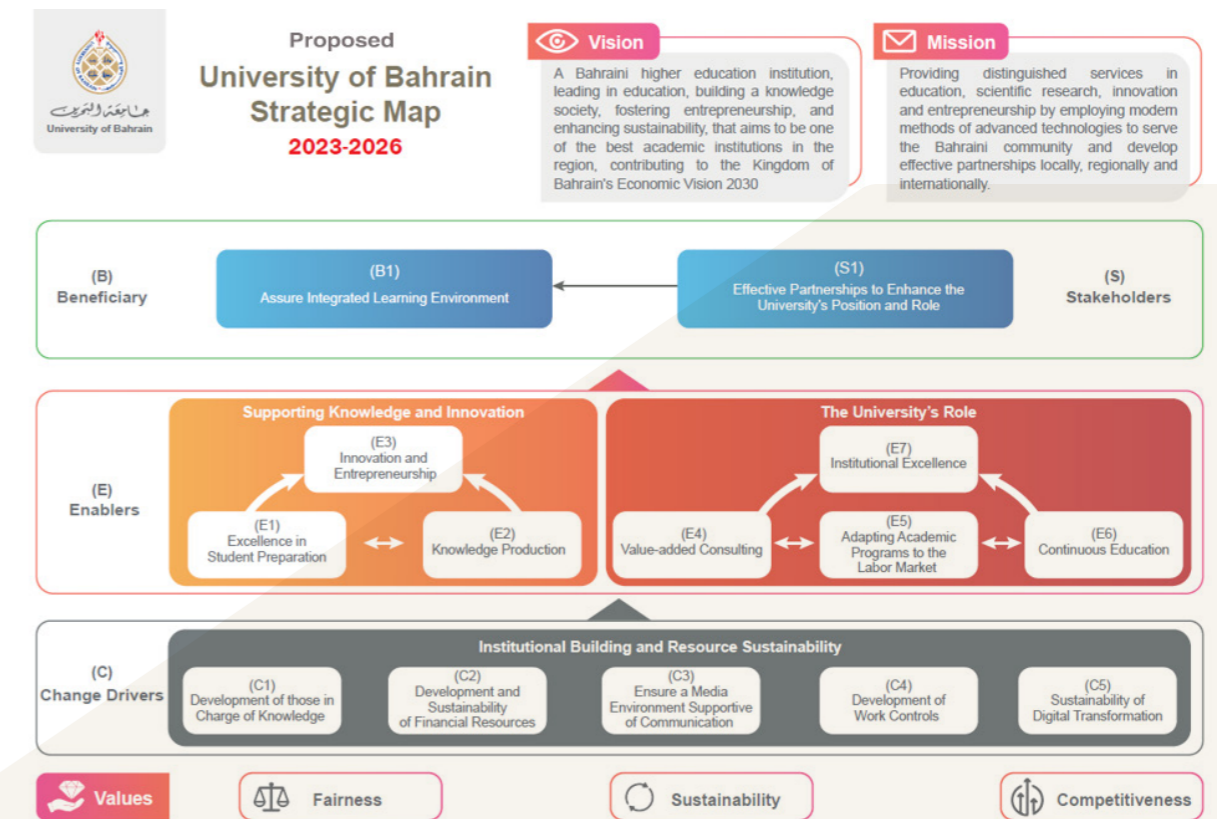 جامعة البحرين
University of Bahrain
Proposed
University of Bahrain
Strategic Map
2023-2026
Vision
A Bahraini higher education institution,
leading in education, building a knowledge
society, fostering entrepreneurship, and
enhancing sustainability, that aims to be one
of the best academic institutions in the
region, contributing to the Kingdom of
Bahrain's Economic Vision 2030
Mission
Providing distinguished services in
education, scientific research, innovation
and entrepreneurship by employing modern
methods of advanced technologies to serve
the Bahraini community and develop
effective partnerships locally, regionally and
internationally.
(B)
Beneficiary
(B1)
Assure Integrated Learning Environment
(S1)
Effective Partnerships to Enhance the
University's Position and Role
(S)
Stakeholders
(E)
Enablers
Supporting Knowledge and Innovation
(E3)
Innovation and
Entrepreneurship
(E1)
Excellence in
Student Preparation
(E2)
Knowledge Production
The University's Role
(E7)
Institutional Excellence
(E4)
Value-added Consulting
(E5)
Adapting Academic
Programs to the
Labor Market
(E6)
Continuous Education
(C)
Change Drivers
Institutional Building and Resource Sustainability
(C1)
Development of those in
Charge of Knowledge
(C2)
Development and
Sustainability
of Financial Resources
(C3)
Ensure a Media
Environment Supportive
of Communication
(C4)
Development of
Work Controls
(C5)
Sustainability of
Digital Transformation
Values
Fairness
Sustainability
Competitiveness